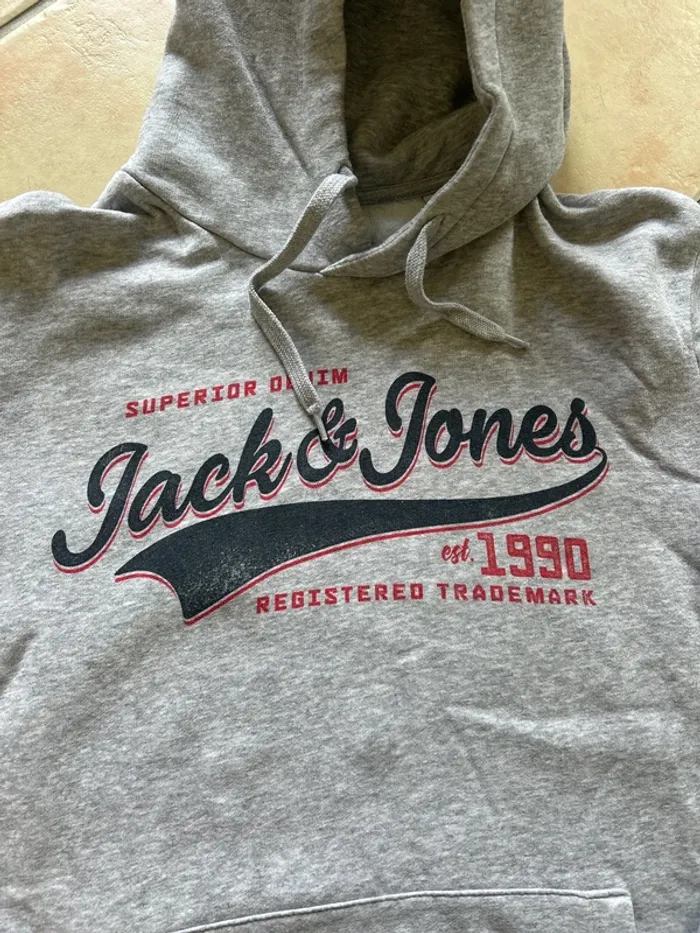 SUPERIOR DENIM
Jack & Jones
est. 1990
REGISTERED TRADEMARK